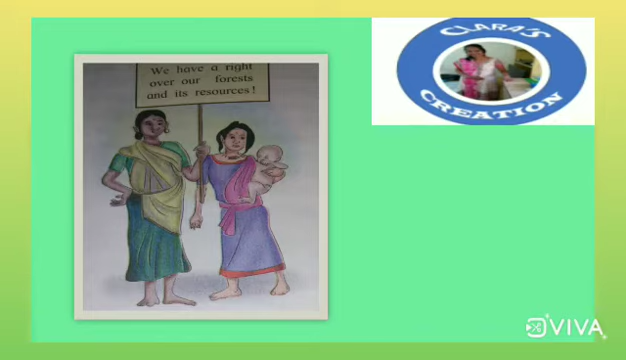 We have a right
over our forests
and its resources!
CLARA'S
CREATION
VIVA